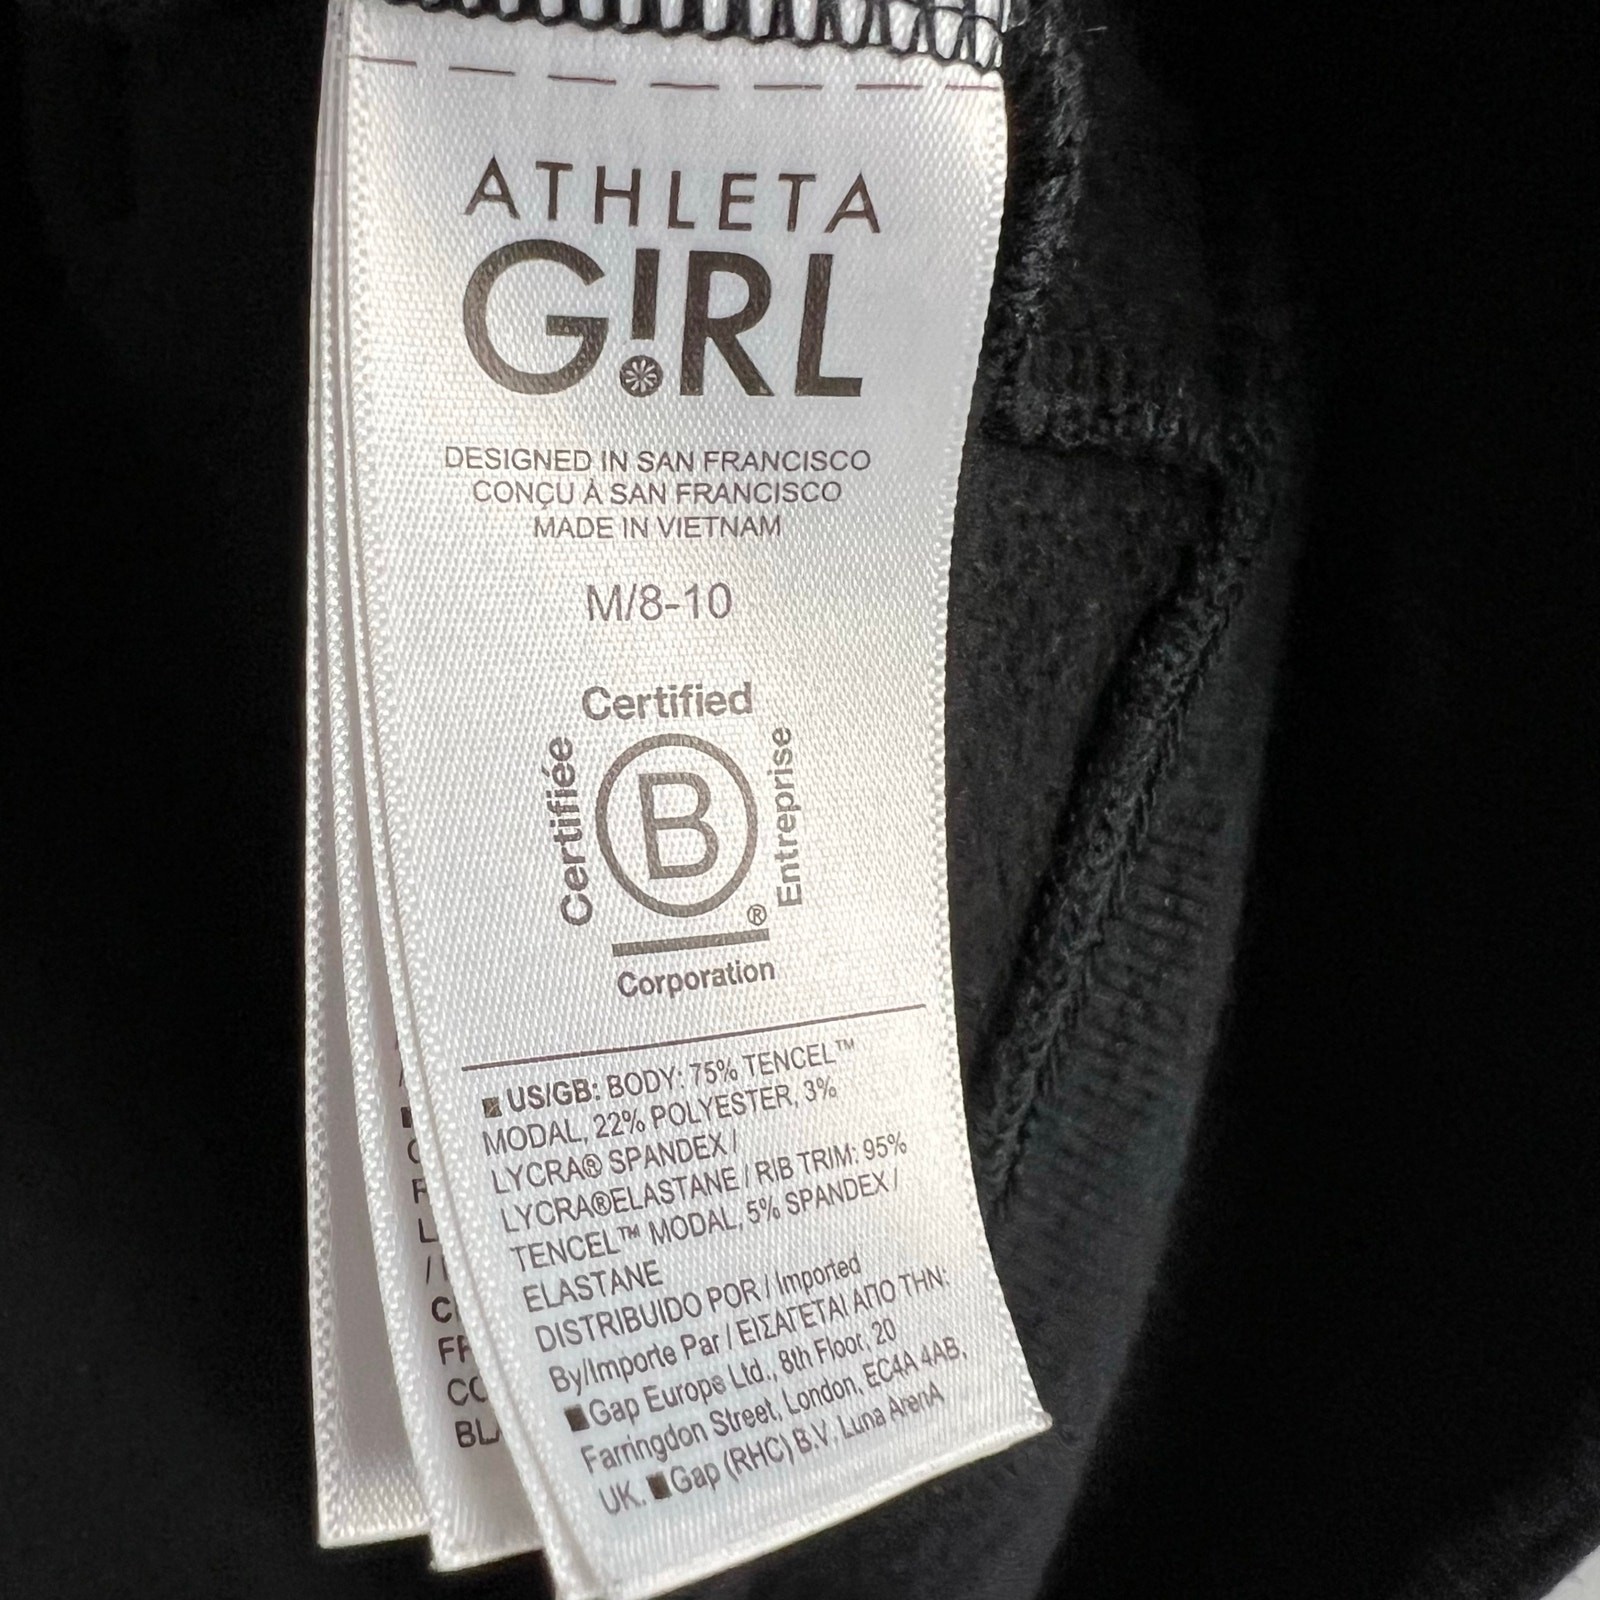 ATHLETA
G!RL
DESIGNED IN SAN FRANCISCO
CONÇU À SAN FRANCISCO
MADE IN VIETNAM
M/8-10
Certified
Certifiée
B
Entreprise
®
Corporation
US/GB: BODY: 75% TENCEL™
MODAL, 22% POLYESTER, 3%
LYCRA® SPANDEX /
LYCRA®ELASTANE / RIB TRIM: 95%
TENCEL™ MODAL, 5% SPANDEX /
ELASTANE
DISTRIBUIDO POR / Imported
By/Importe Par / ΕΙΣΑΓΕΤΑΙ ΑΠΟ ΤΗΝ:
Gap Europe Ltd., 8th Floor, 20
Farringdon Street, London, EC4A 4AB,
UK. Gap (RHC) B.V, Luna ArenA